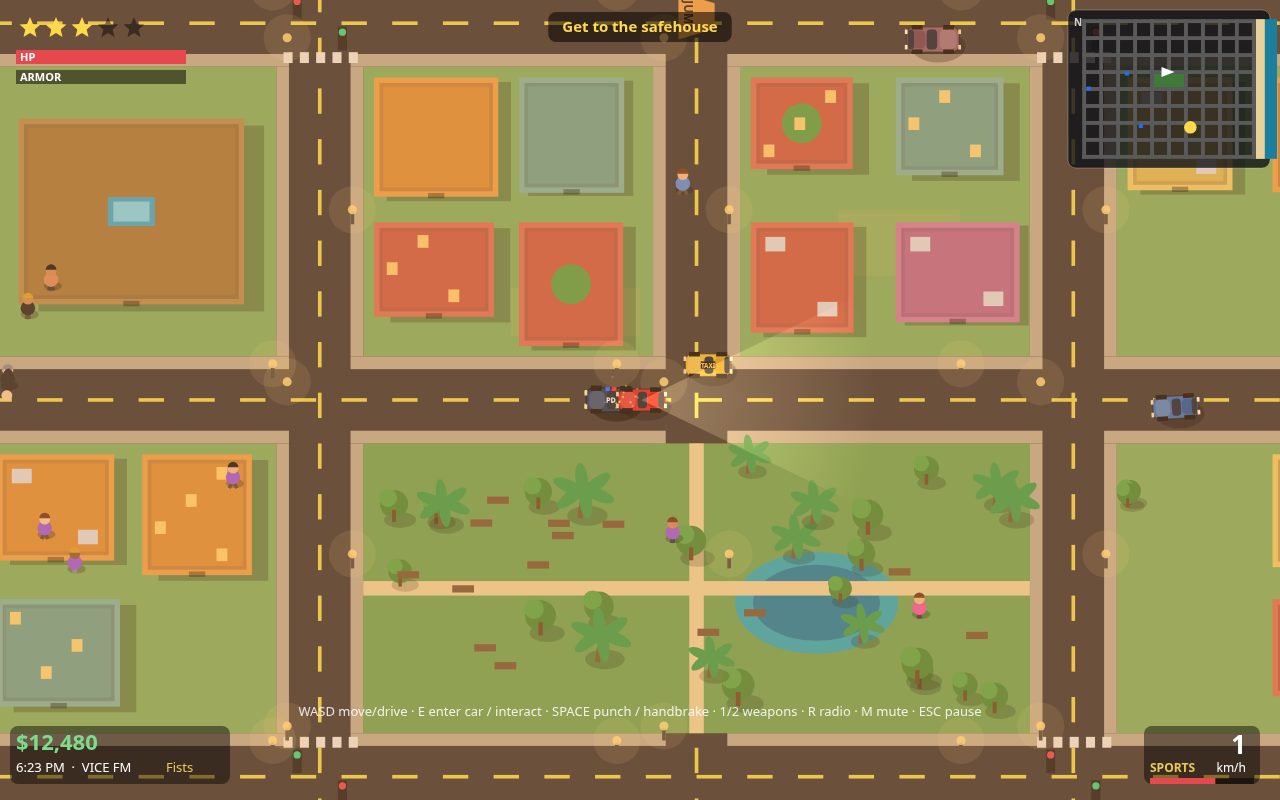 JUM
Get to the safehouse
N
HP
ARMOR
TAXI
PD
WASD move/drive · E enter car / interact · SPACE punch / handbrake · 1/2 weapons · R radio · M mute · ESC pause
$12,480
6:23 PM · VICE FM Fists
1
SPORTS km/h